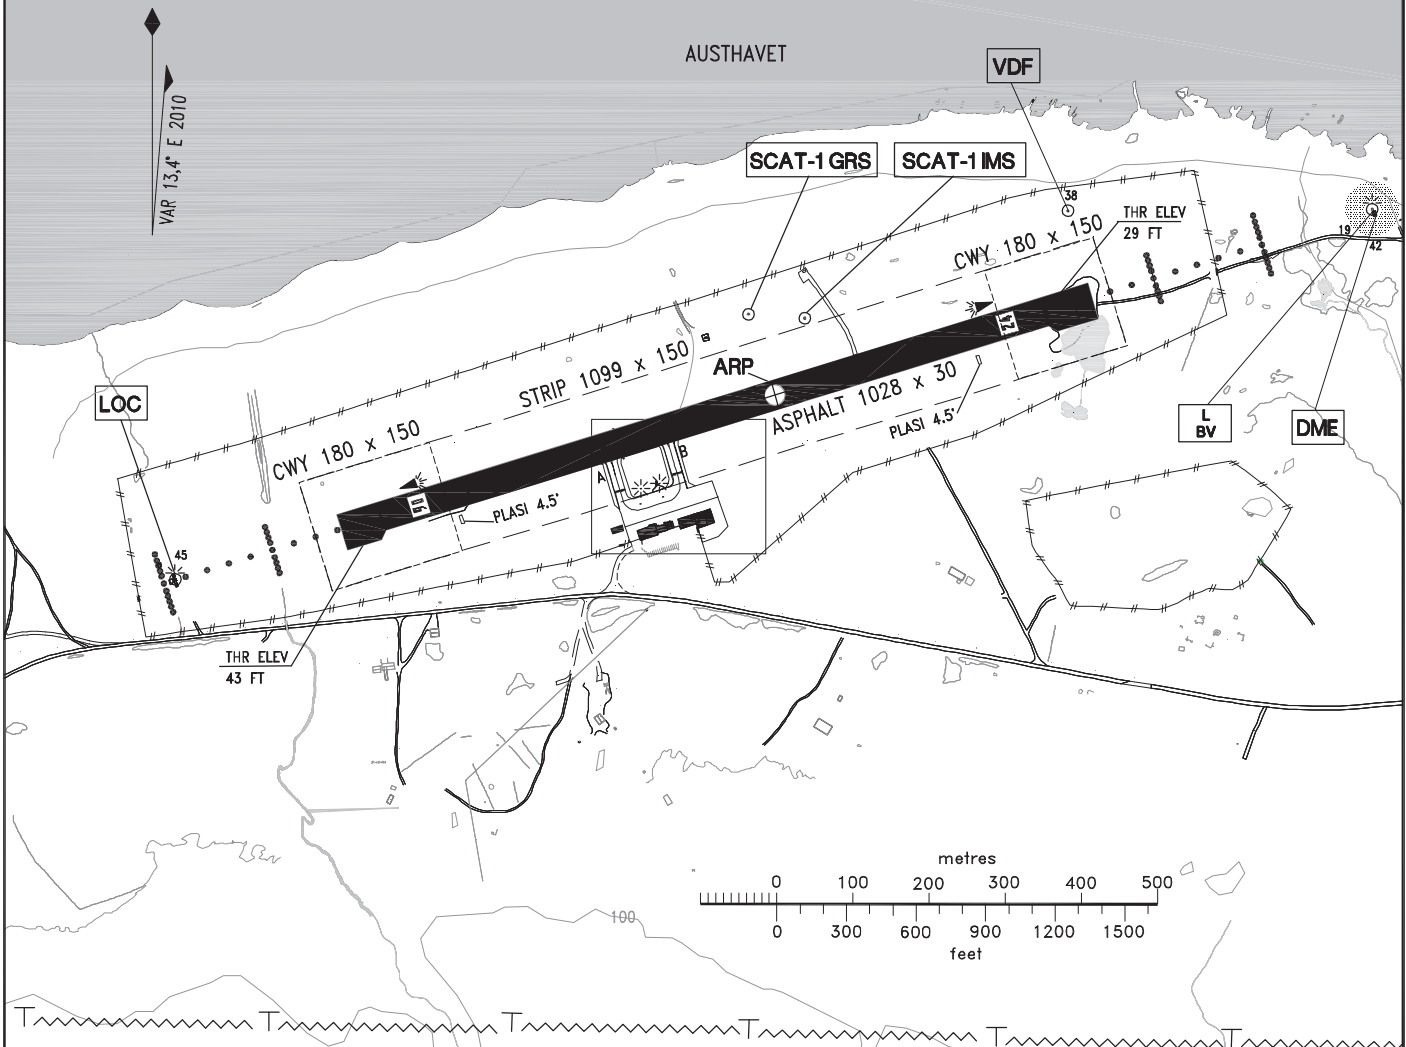 AUSTHAVET
VDF
VAR 13,4° E 2010
SCAT-1 GRS
SCAT-1 IMS
38
THR ELEV
29 FT
19
42
CWY 180 x 150
STRIP 1099 x 150
24
ARP
ASPHALT 1028 x 30
PLASI 4.5°
LOC
L
BV
DME
CWY 180 x 150
06
A
B
PLASI 4.5°
45
THR ELEV
43 FT
metres
0 100 200 300 400 500
0 300 600 900 1200 1500
feet
100
T T T T T T